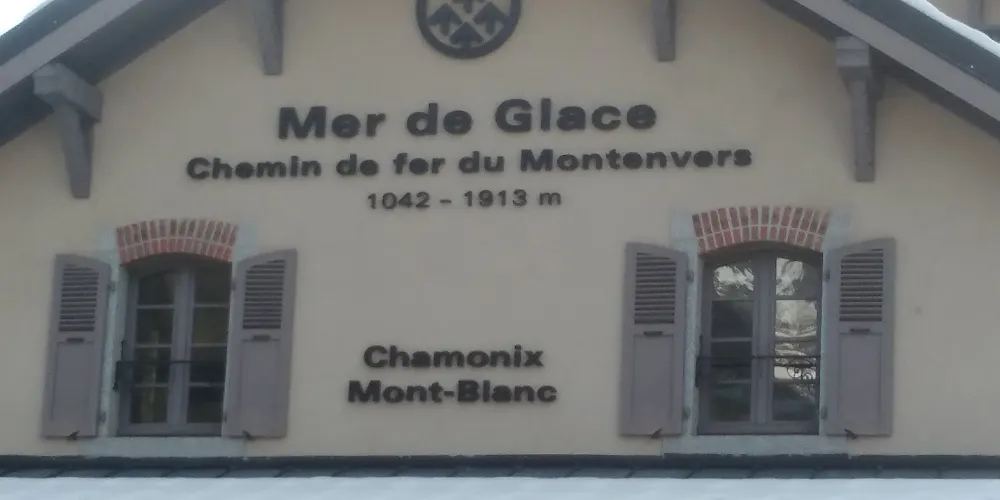 Mer de Glace
Chemin de fer du Montenvers
1042 - 1913 m
Chamonix
Mont-Blanc